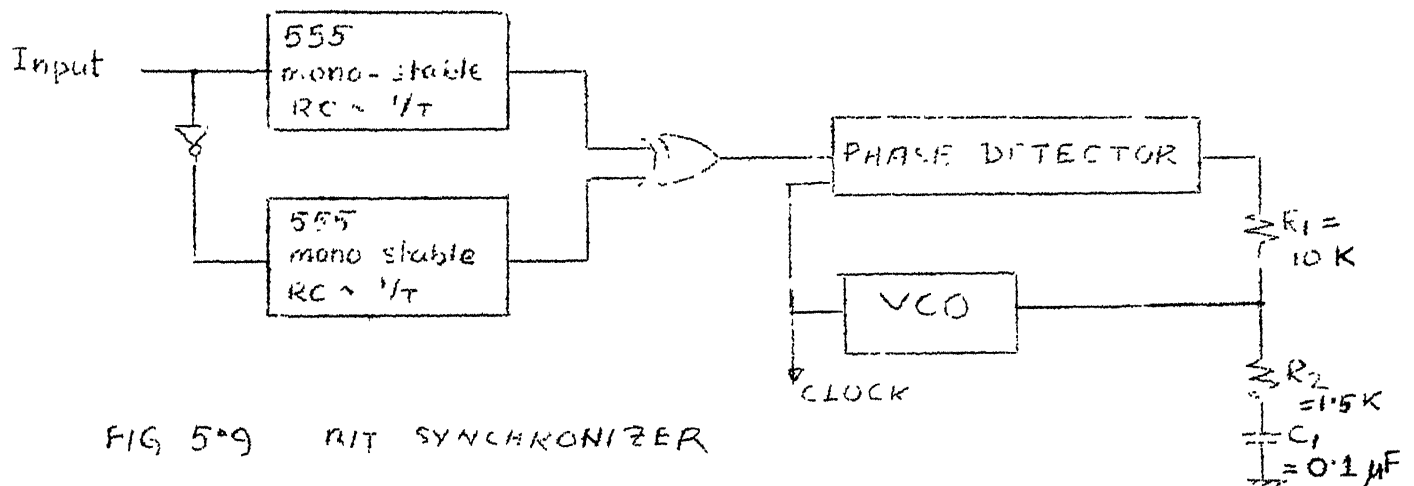 Input
555
mono-stable
RC ~ 1/T
555
mono stable
RC ~ 1/T
PHASE DETECTOR
R1 =
10 K
VCO
CLOCK
R2
=1.5K
C1
= 0.1 µF
FIG 5.9 BIT SYNCHRONIZER